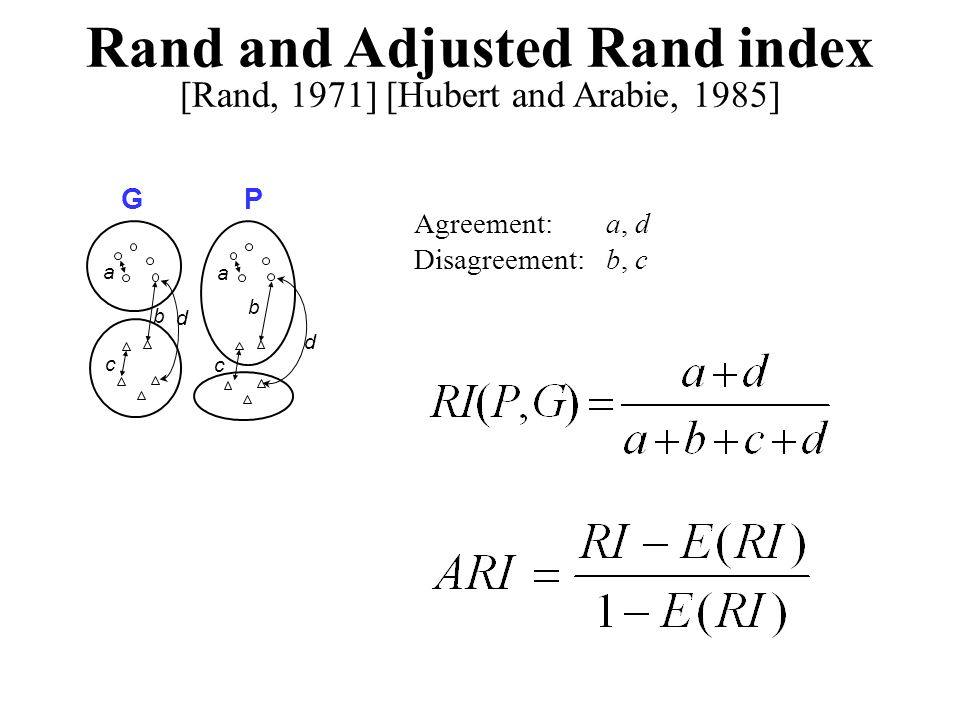 Rand and Adjusted Rand index
[Rand, 1971] [Hubert and Arabie, 1985]
G P
Agreement: a, d
Disagreement: b, c
a a
b d b
d
c c
RI(P,G) = a+d / a+b+c+d
ARI = RI − E(RI) / 1 − E(RI)